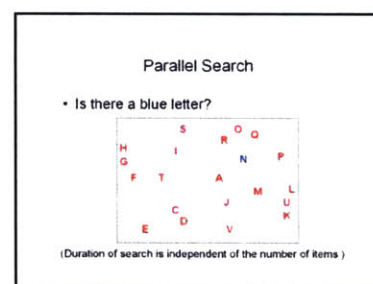 Parallel Search
• Is there a blue letter?
S O
R Q
H I
G N P
F T A
M L
J U
C K
D
E V
(Duration of search is independent of the number of items )